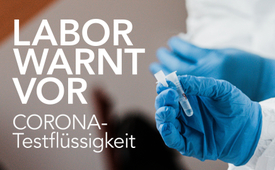 LABOR
WARNT
VOR
CORONA-
Testflüssigkeit